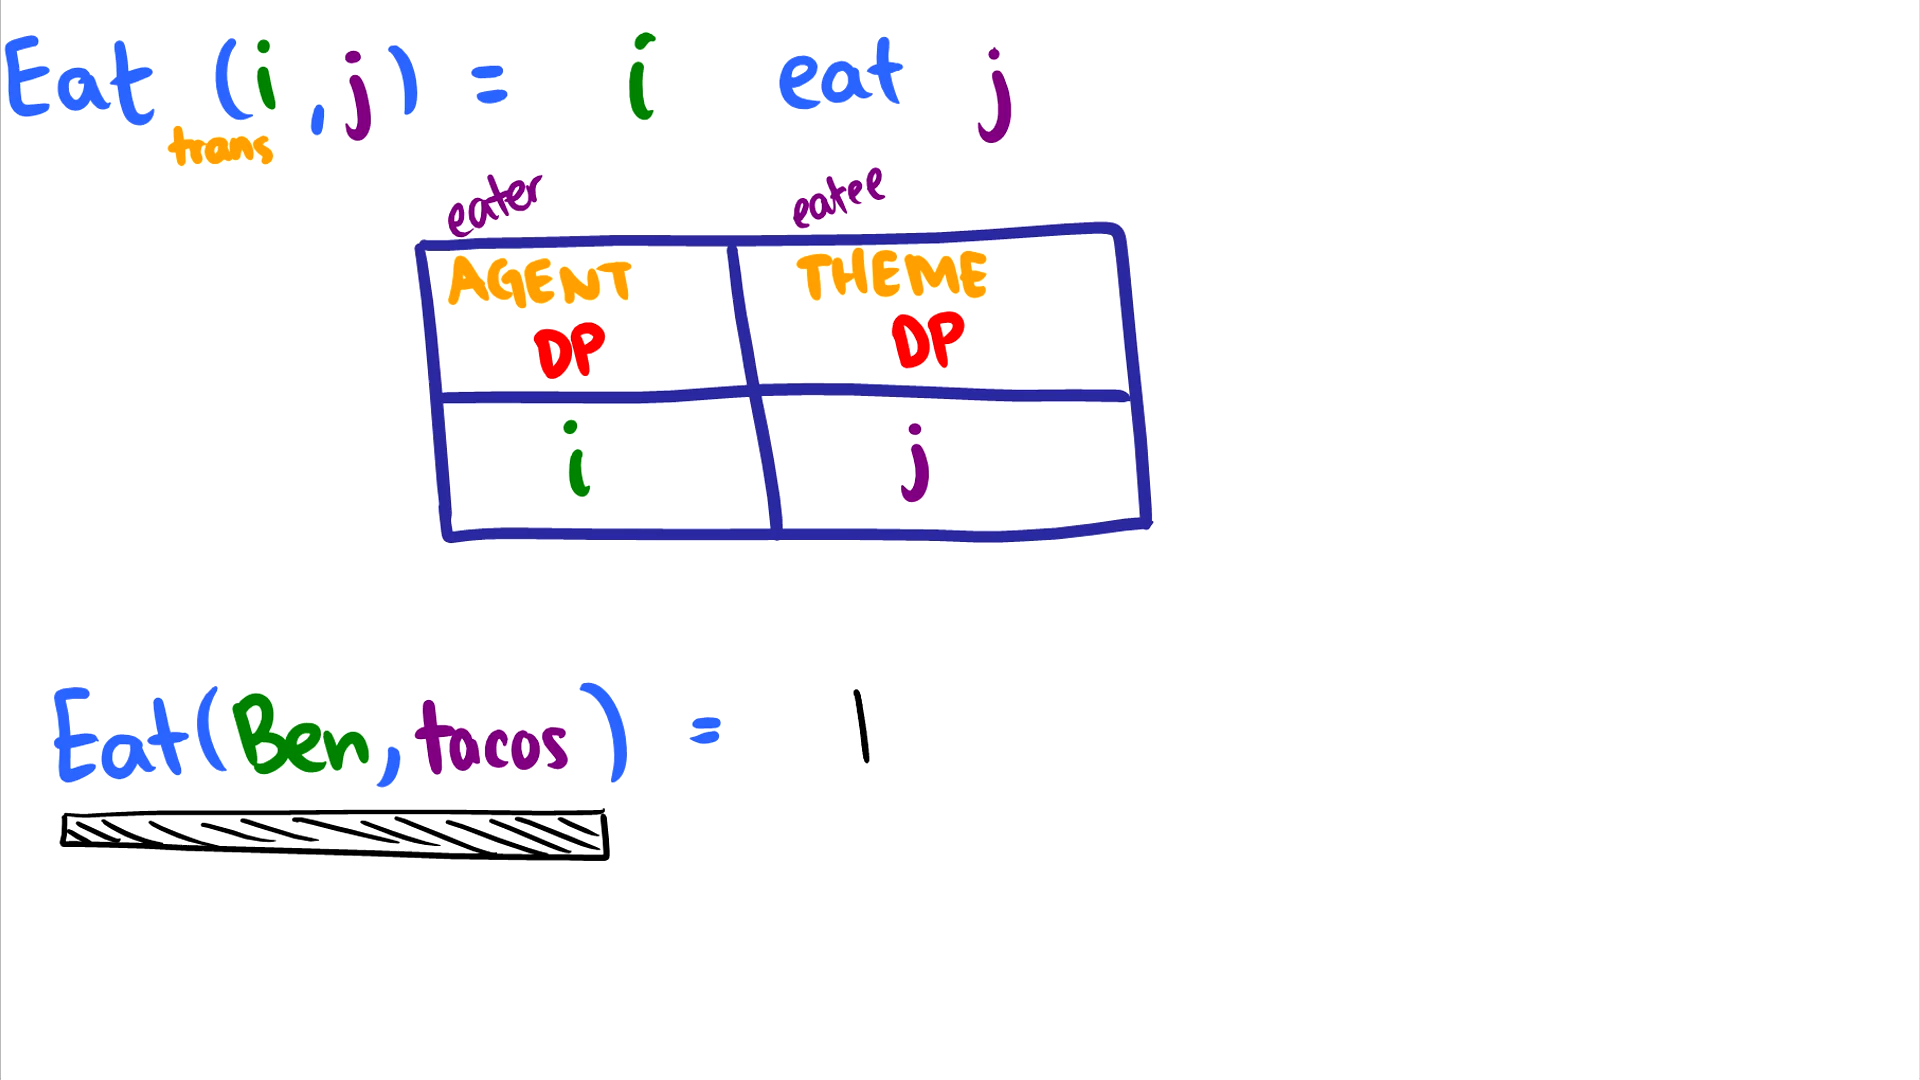 Eat (i, j) = i eat j
trans
eater eatee
AGENT THEME
DP DP
i j
Eat(Ben, tacos) = 1